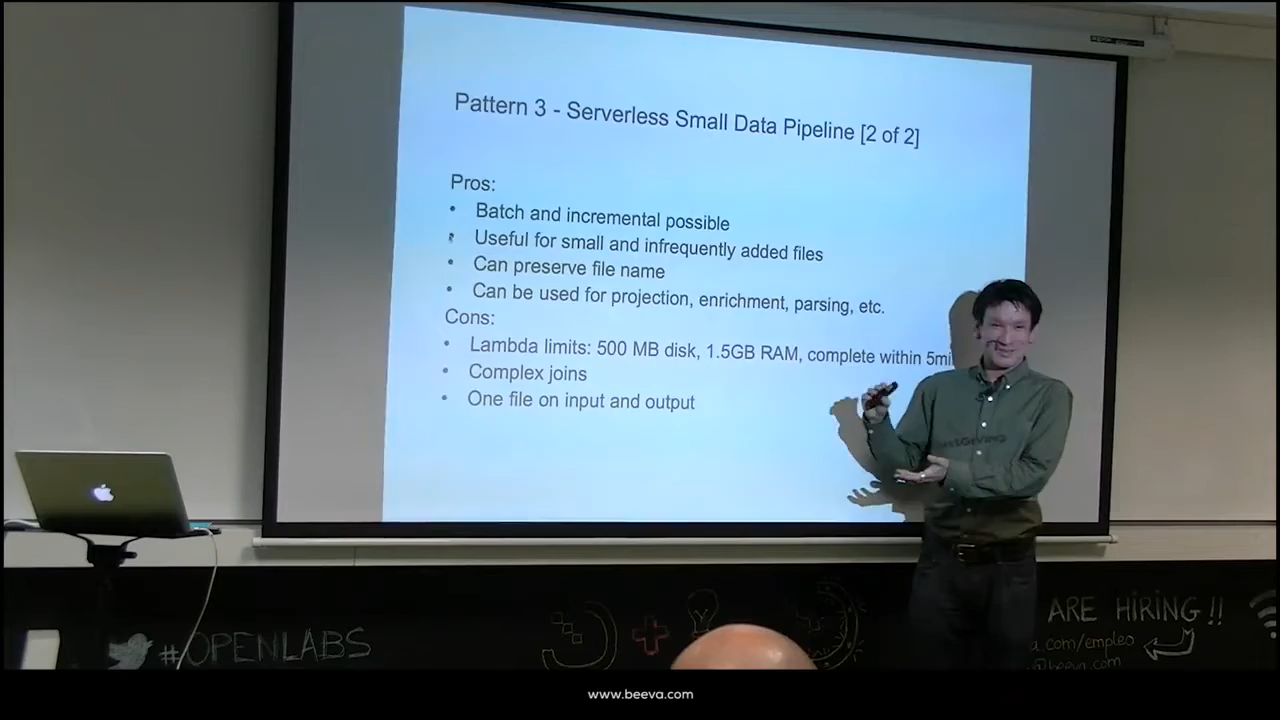 Pattern 3 - Serverless Small Data Pipeline [2 of 2]
Pros:
• Batch and incremental possible
• Useful for small and infrequently added files
• Can preserve file name
• Can be used for projection, enrichment, parsing, etc.
Cons:
• Lambda limits: 500 MB disk, 1.5GB RAM, complete within 5mi
• Complex joins
• One file on input and output
#OPENLABS
ARE HiRiNG !!
a.com/empleo
@beeva.com
www.beeva.com